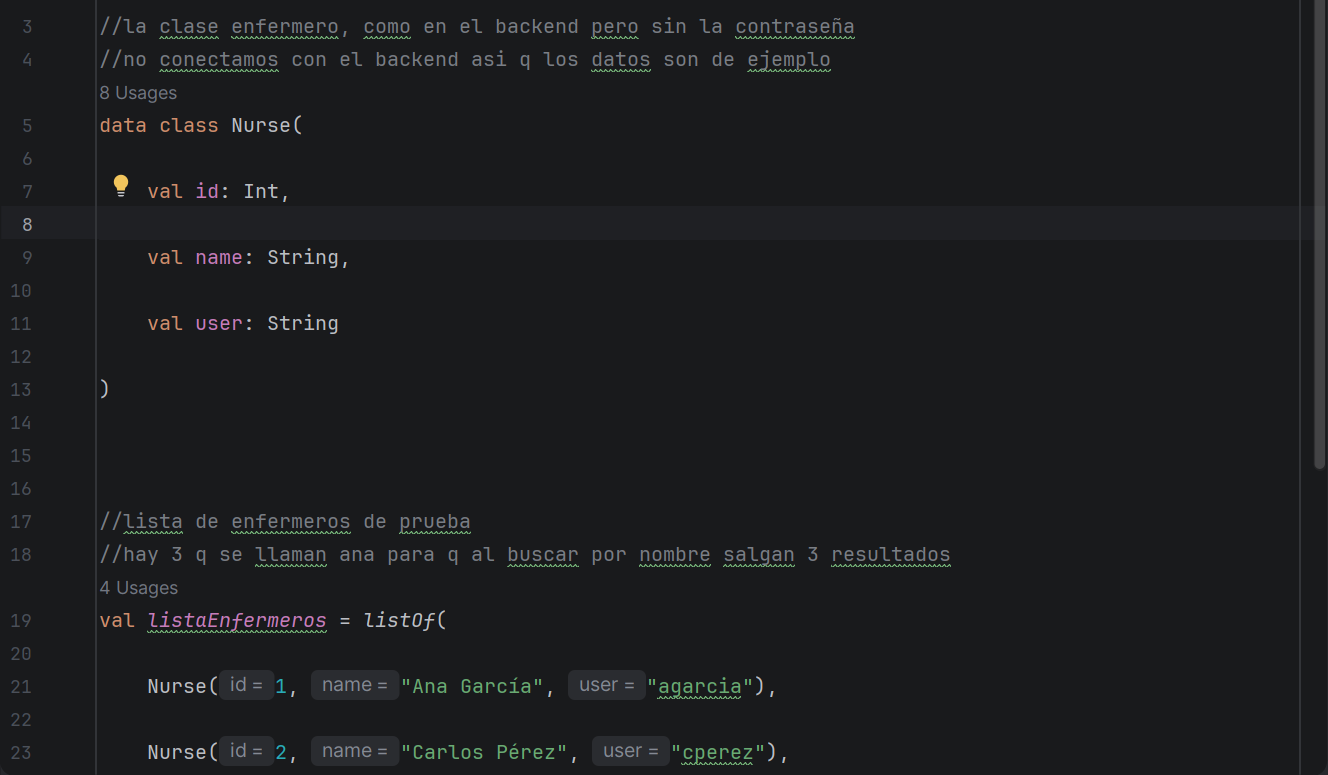 3 //la clase enfermero, como en el backend pero sin la contraseña
4 //no conectamos con el backend asi q los datos son de ejemplo
8 Usages
5 data class Nurse(
6
7 val id: Int,
8
9 val name: String,
10
11 val user: String
12
13 )
14
15
16
17 //lista de enfermeros de prueba
18 //hay 3 q se llaman ana para q al buscar por nombre salgan 3 resultados
4 Usages
19 val listaEnfermeros = listOf(
20
21 Nurse( id = 1, name = "Ana García", user = "agarcia"),
22
23 Nurse( id = 2, name = "Carlos Pérez", user = "cperez"),